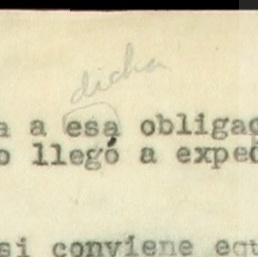 dicha
a a esa obligac
o llegó a exped
si conviene est